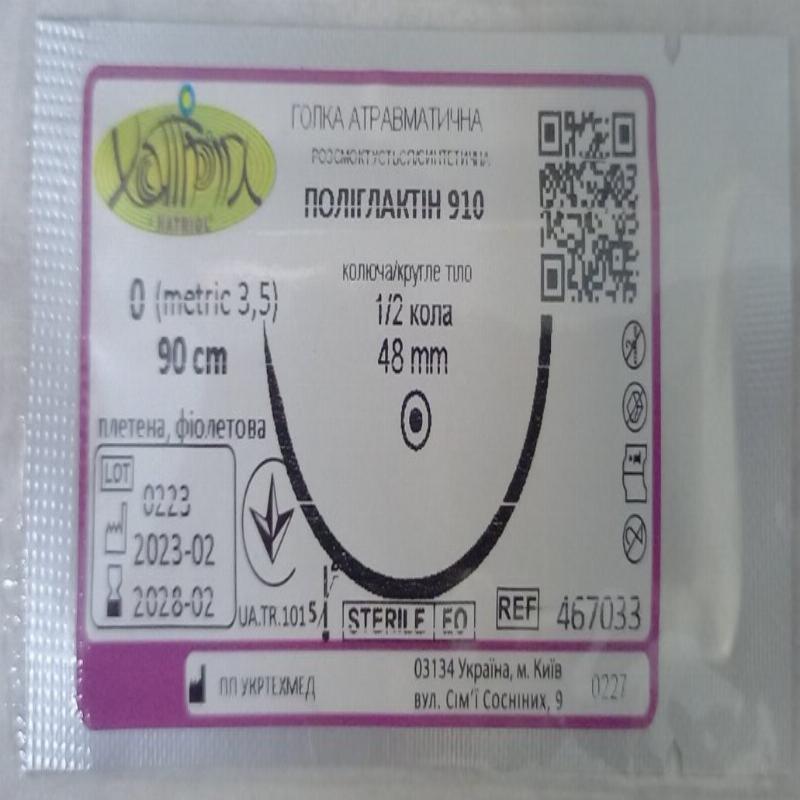 ГОЛКА АТРАВМАТИЧНА
РОЗСМОКТУЄТЬСЯ/СИНТЕТИЧНА
ПОЛІГЛАКТІН 910
0 (metric 3,5)
90 cm
колюча/кругле тіло
1/2 кола
48 mm
плетена, фіолетова
LOT
0223
2023-02
2028-02
UA.TR.101
STERILE EO
REF 467033
ПП УКРТЕХМЕД
03134 Україна, м. Київ
вул. Сім'ї Сосніних, 9
0227